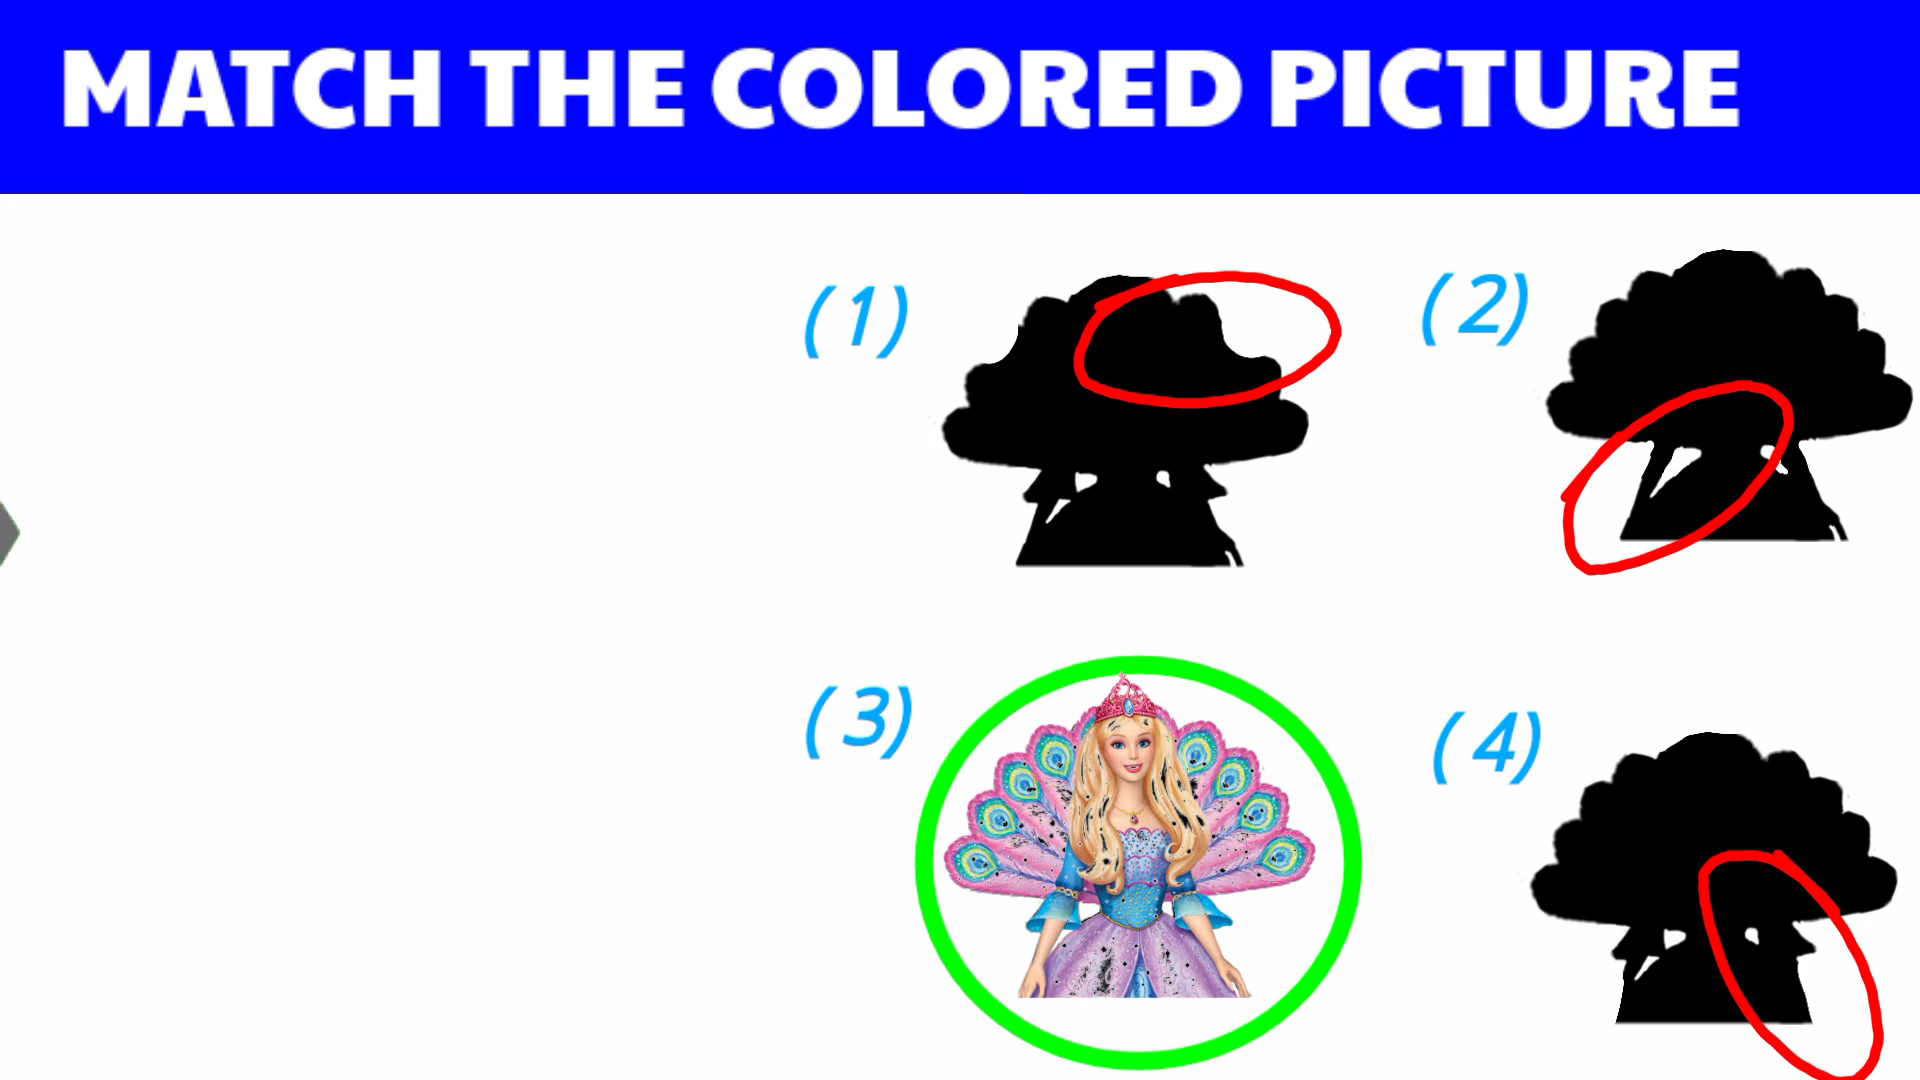 MATCH THE COLORED PICTURE
(1)
(2)
(3)
(4)